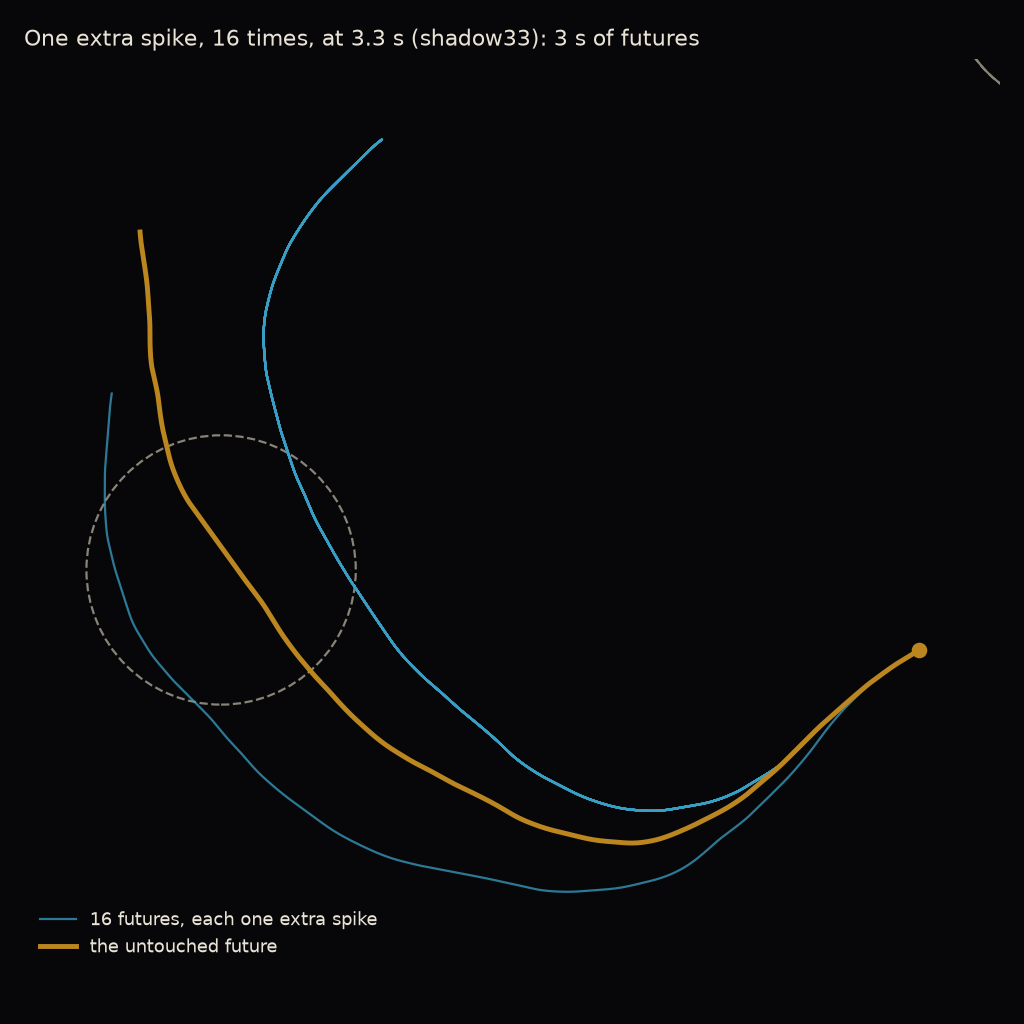 One extra spike, 16 times, at 3.3 s (shadow33): 3 s of futures
16 futures, each one extra spike
the untouched future